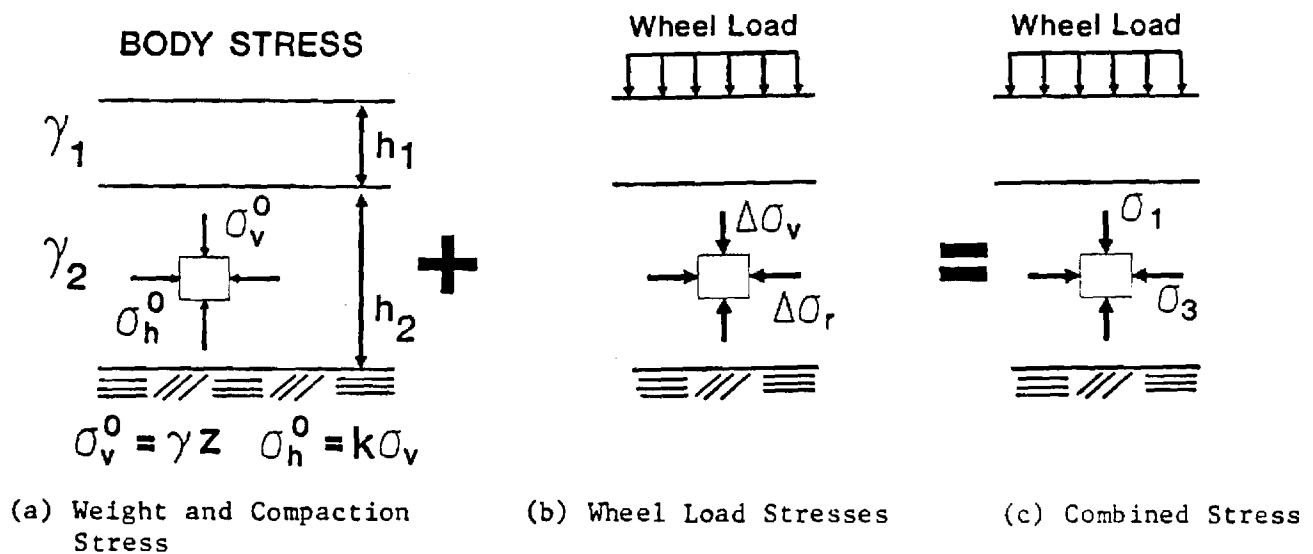 BODY STRESS
γ₁
h₁
γ₂
σᵥ⁰
σₕ⁰
h₂
σᵥ⁰ = γ z σₕ⁰ = kσᵥ
(a) Weight and Compaction
Stress
+
Wheel Load
Δσᵥ
Δσᵣ
(b) Wheel Load Stresses
=
Wheel Load
σ₁
σ₃
(c) Combined Stress